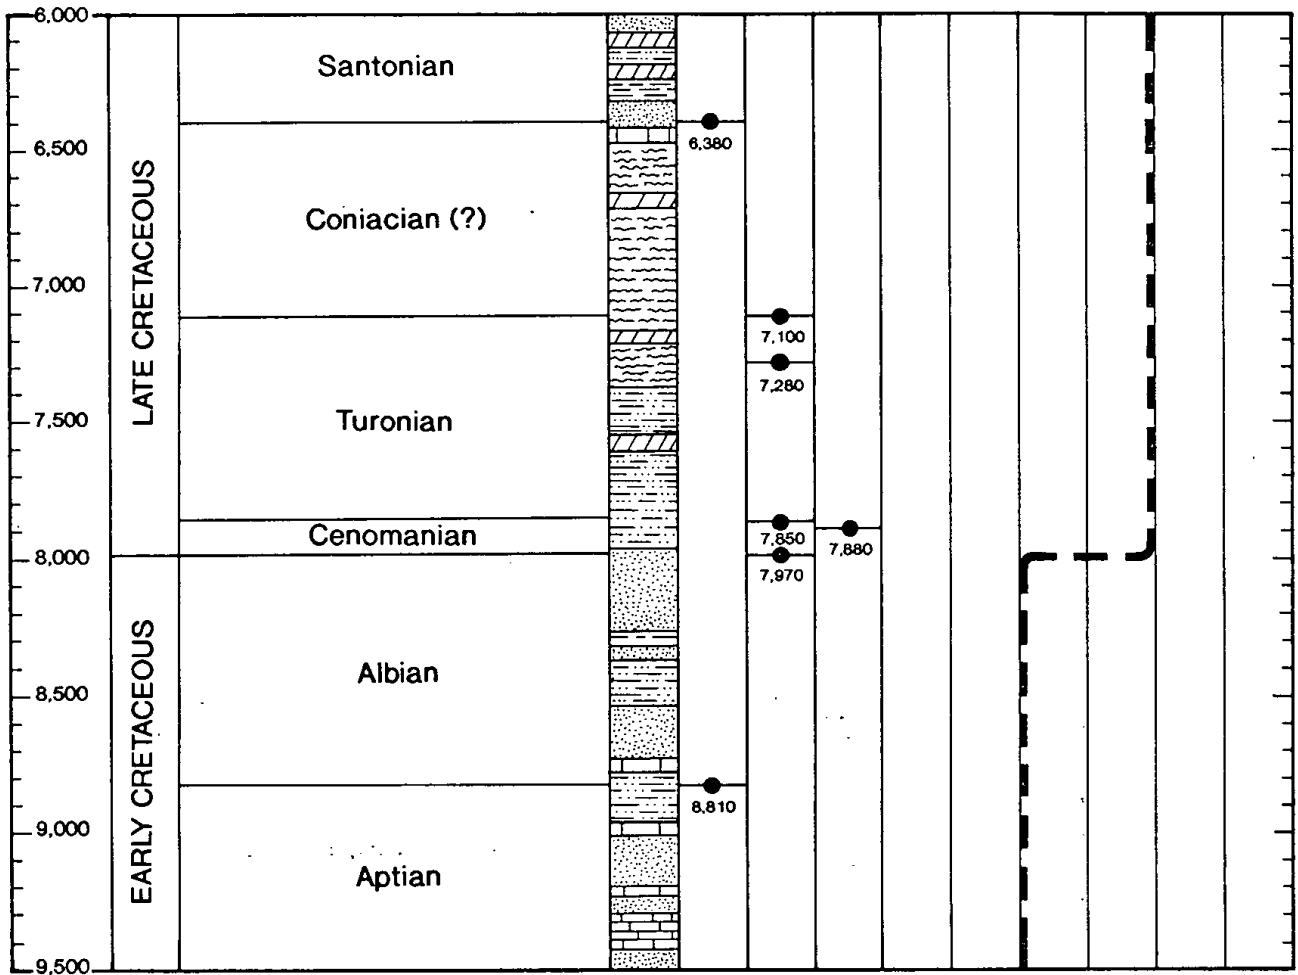 6,000
Santonian
6,500
6,380
LATE CRETACEOUS
Coniacian (?)
7,000
7,100
7,280
7,500
Turonian
Cenomanian
7,850
7,880
8,000
7,970
EARLY CRETACEOUS
Albian
8,500
8,810
9,000
Aptian
9,500